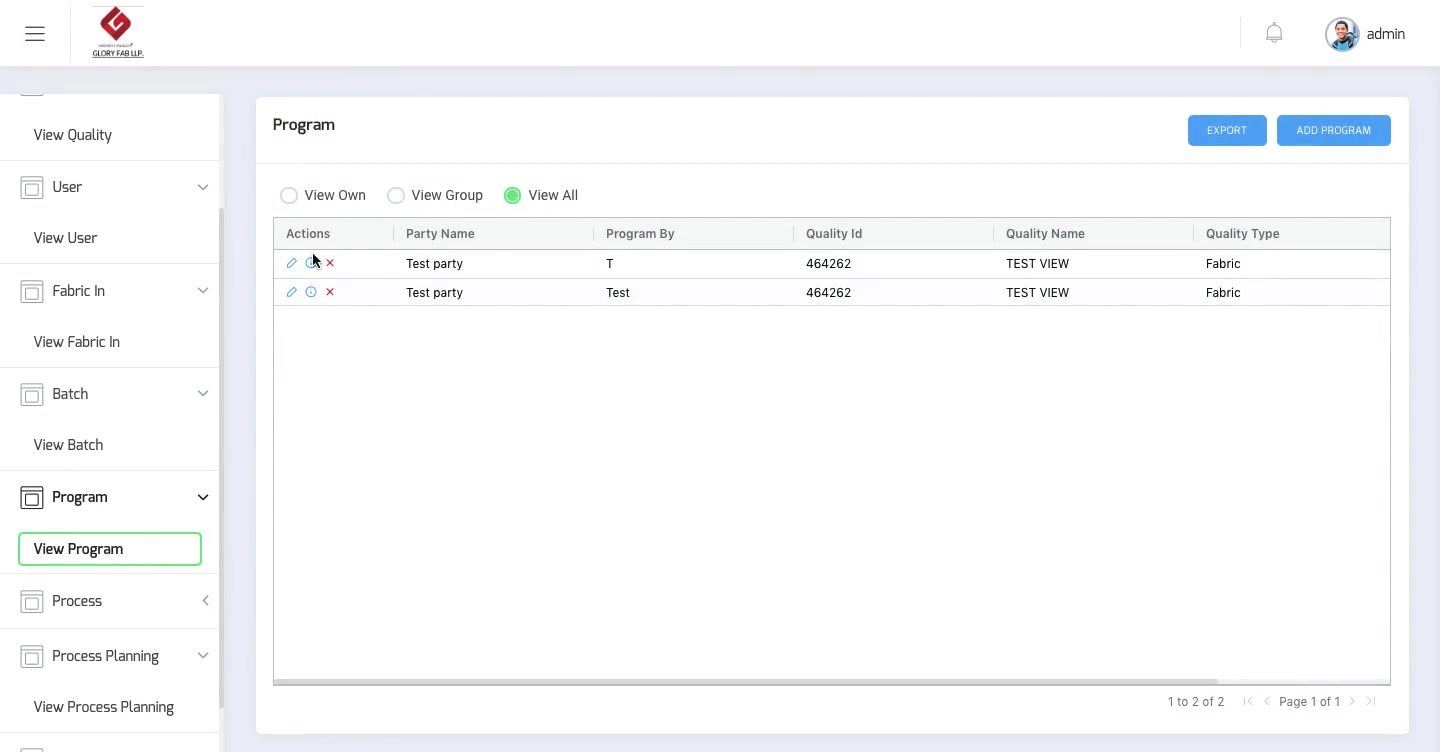 GLORY FAB LLP.
admin
View Quality
User
View User
Fabric In
View Fabric In
Batch
View Batch
Program
View Program
Process
Process Planning
View Process Planning
Program
EXPORT
ADD PROGRAM
View Own View Group View All
Actions Party Name Program By Quality Id Quality Name Quality Type
Test party T 464262 TEST VIEW Fabric
Test party Test 464262 TEST VIEW Fabric
1 to 2 of 2 Page 1 of 1